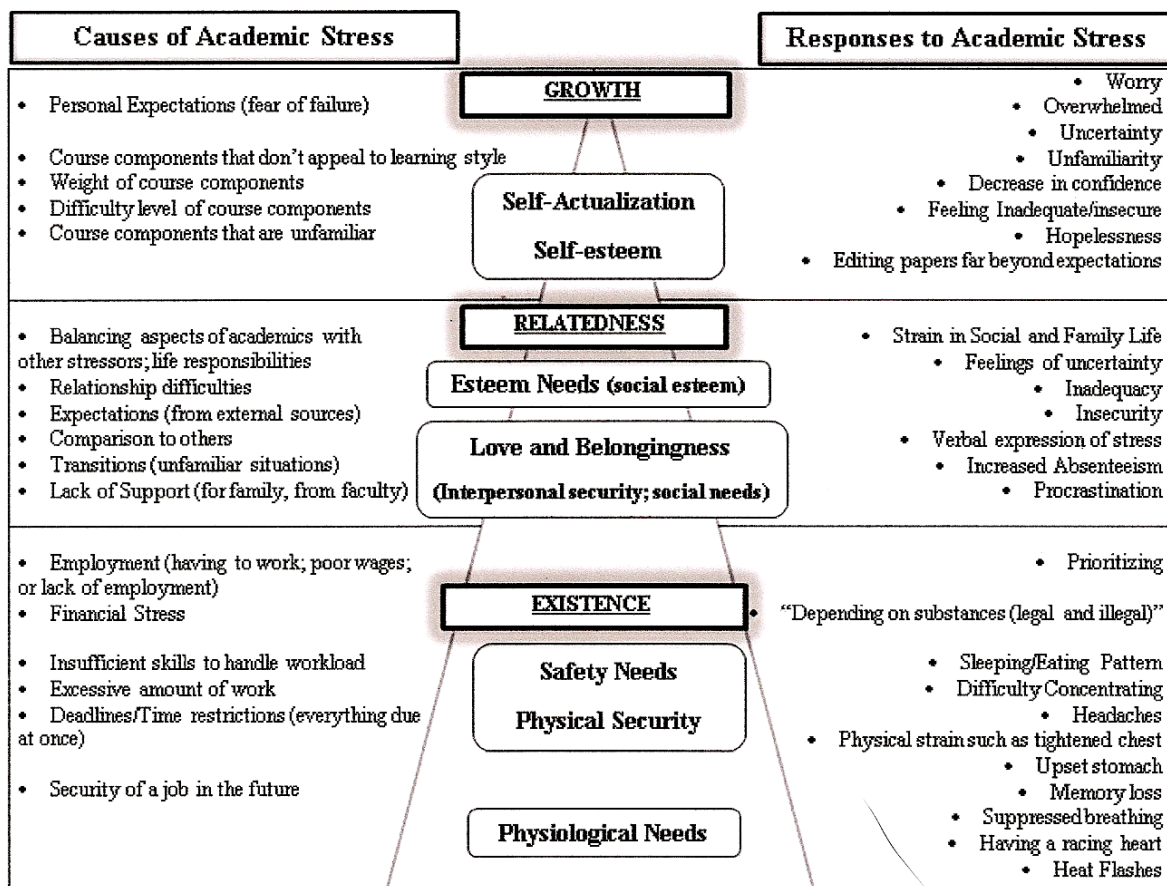 Causes of Academic Stress
Responses to Academic Stress
GROWTH
• Personal Expectations (fear of failure)
• Course components that don't appeal to learning style
• Weight of course components
• Difficulty level of course components
• Course components that are unfamiliar
Self-Actualization
Self-esteem
• Worry
• Overwhelmed
• Uncertainty
• Unfamiliarity
• Decrease in confidence
• Feeling Inadequate/insecure
• Hopelessness
• Editing papers far beyond expectations
RELATEDNESS
• Balancing aspects of academics with
other stressors; life responsibilities
• Relationship difficulties
• Expectations (from external sources)
• Comparison to others
• Transitions (unfamiliar situations)
• Lack of Support (for family, from faculty)
Esteem Needs (social esteem)
Love and Belongingness
(Interpersonal security; social needs)
• Strain in Social and Family Life
• Feelings of uncertainty
• Inadequacy
• Insecurity
• Verbal expression of stress
• Increased Absenteeism
• Procrastination
• Employment (having to work; poor wages;
or lack of employment)
• Financial Stress
• Insufficient skills to handle workload
• Excessive amount of work
• Deadlines/Time restrictions (everything due
at once)
• Security of a job in the future
EXISTENCE
Safety Needs
Physical Security
Physiological Needs
• Prioritizing
• “Depending on substances (legal and illegal)”
• Sleeping/Eating Pattern
• Difficulty Concentrating
• Headaches
• Physical strain such as tightened chest
• Upset stomach
• Memory loss
• Suppressed breathing
• Having a racing heart
• Heat Flashes